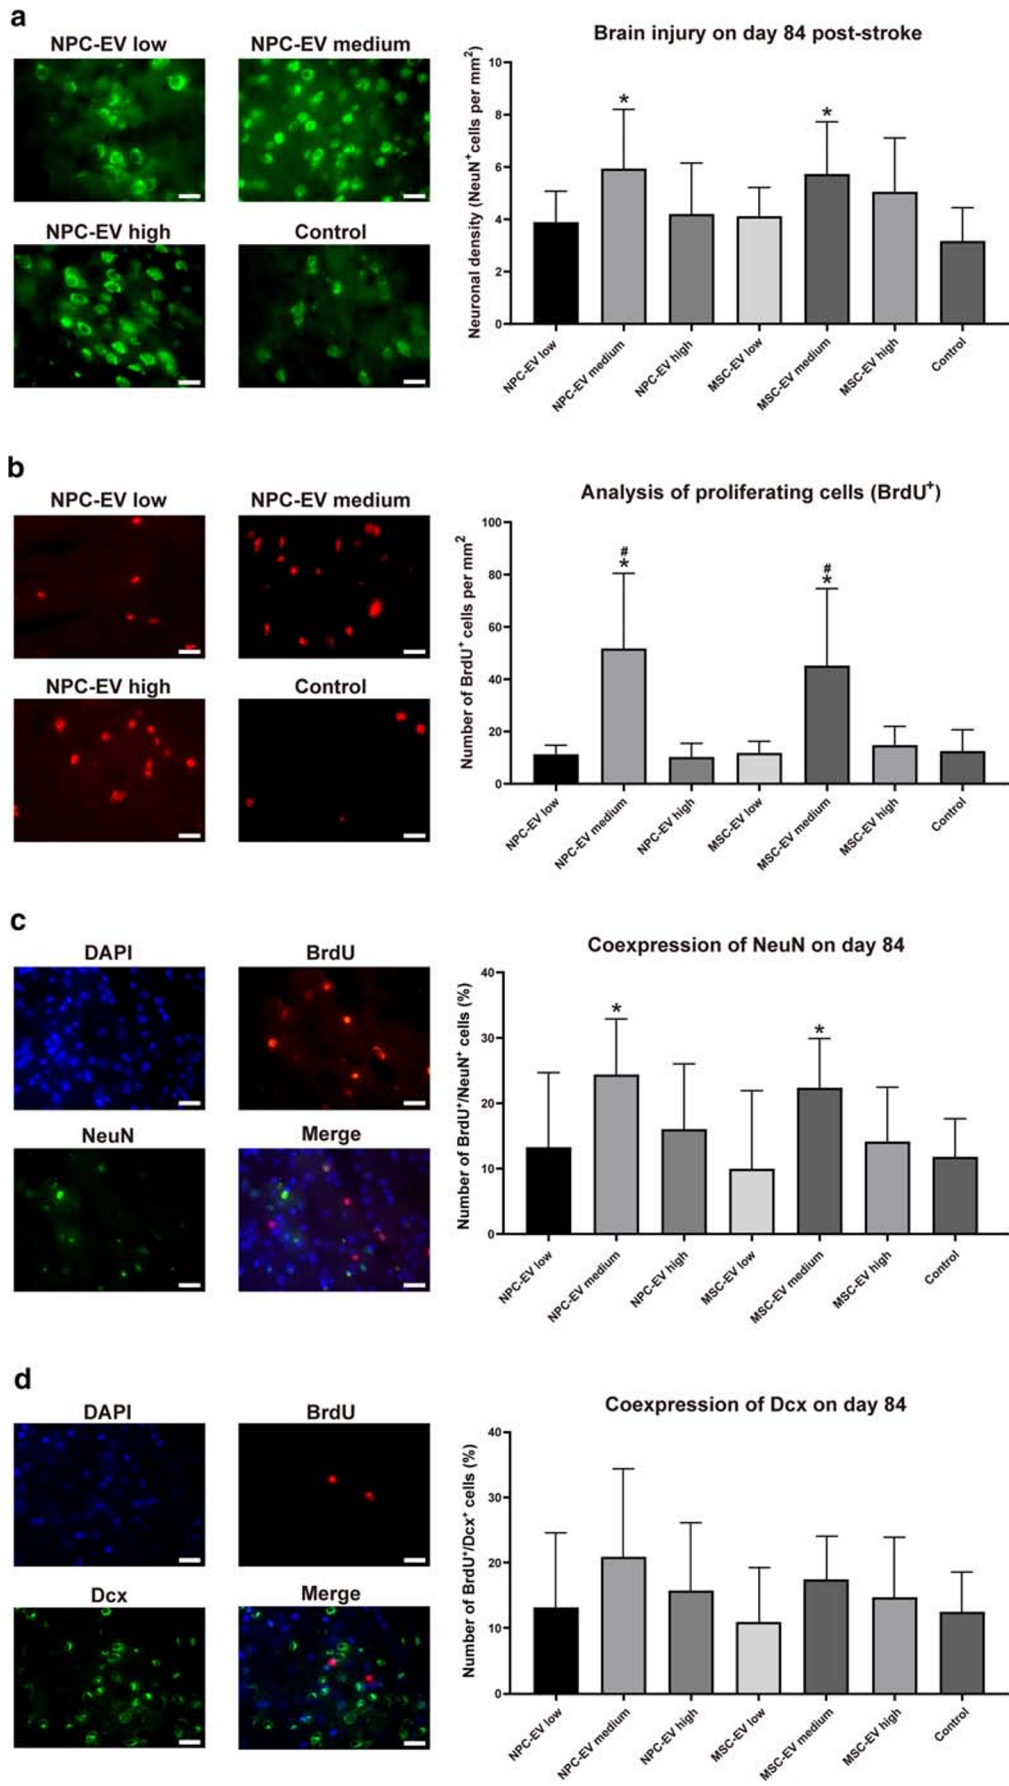 a
NPC-EV low
NPC-EV medium
NPC-EV high
Control
Brain injury on day 84 post-stroke
Neuronal density (NeuN⁺cells per mm²)
10
8
6
4
2
0
*
*
NPC-EV low
NPC-EV medium
NPC-EV high
MSC-EV low
MSC-EV medium
MSC-EV high
Control
b
NPC-EV low
NPC-EV medium
NPC-EV high
Control
Analysis of proliferating cells (BrdU⁺)
Number of BrdU⁺ cells per mm²
100
80
60
40
20
0
#
*
#
*
NPC-EV low
NPC-EV medium
NPC-EV high
MSC-EV low
MSC-EV medium
MSC-EV high
Control
c
DAPI
BrdU
NeuN
Merge
Coexpression of NeuN on day 84
Number of BrdU⁺/NeuN⁺ cells (%)
40
30
20
10
0
*
*
NPC-EV low
NPC-EV medium
NPC-EV high
MSC-EV low
MSC-EV medium
MSC-EV high
Control
d
DAPI
BrdU
Dcx
Merge
Coexpression of Dcx on day 84
Number of BrdU⁺/Dcx⁺ cells (%)
40
30
20
10
0
NPC-EV low
NPC-EV medium
NPC-EV high
MSC-EV low
MSC-EV medium
MSC-EV high
Control